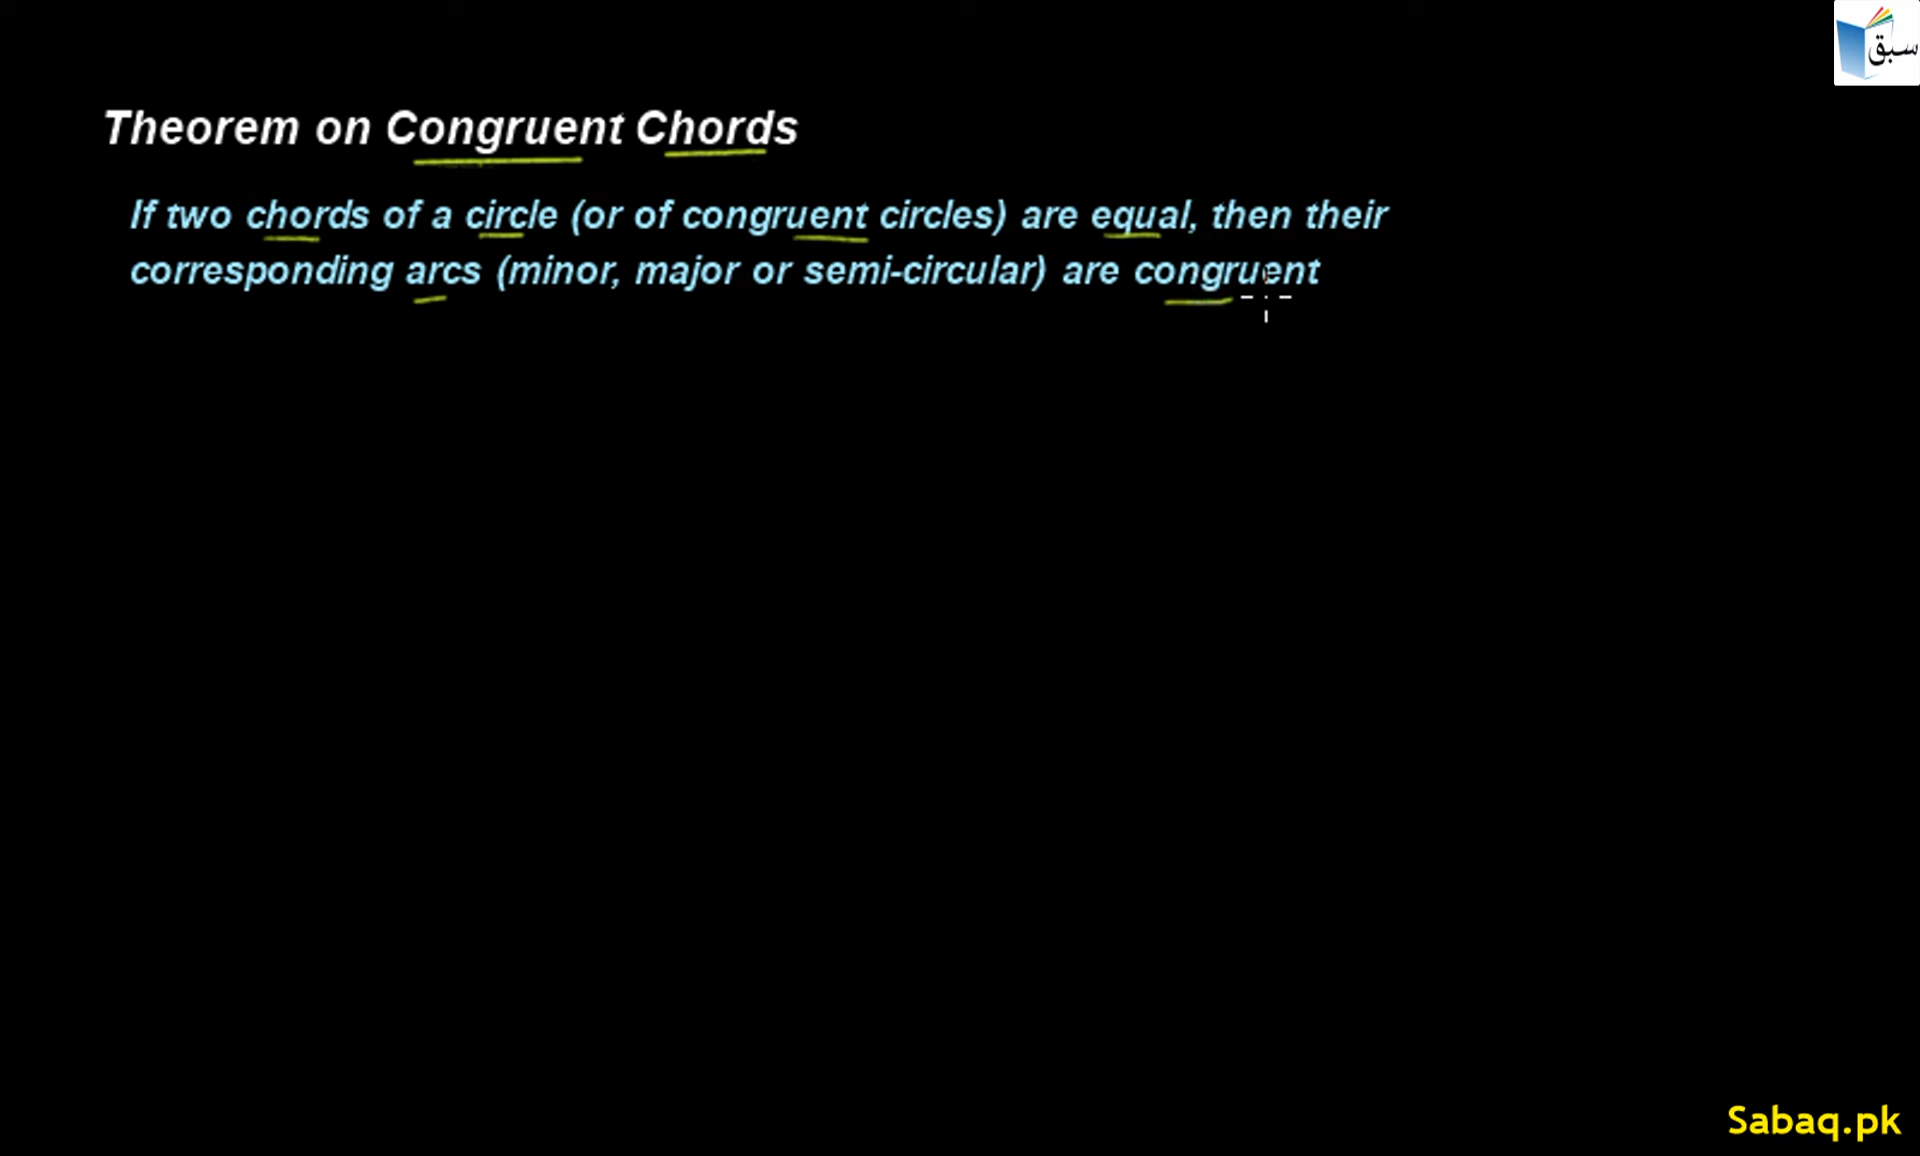 سبق
Theorem on Congruent Chords
If two chords of a circle (or of congruent circles) are equal, then their
corresponding arcs (minor, major or semi-circular) are congruent
Sabaq.pk